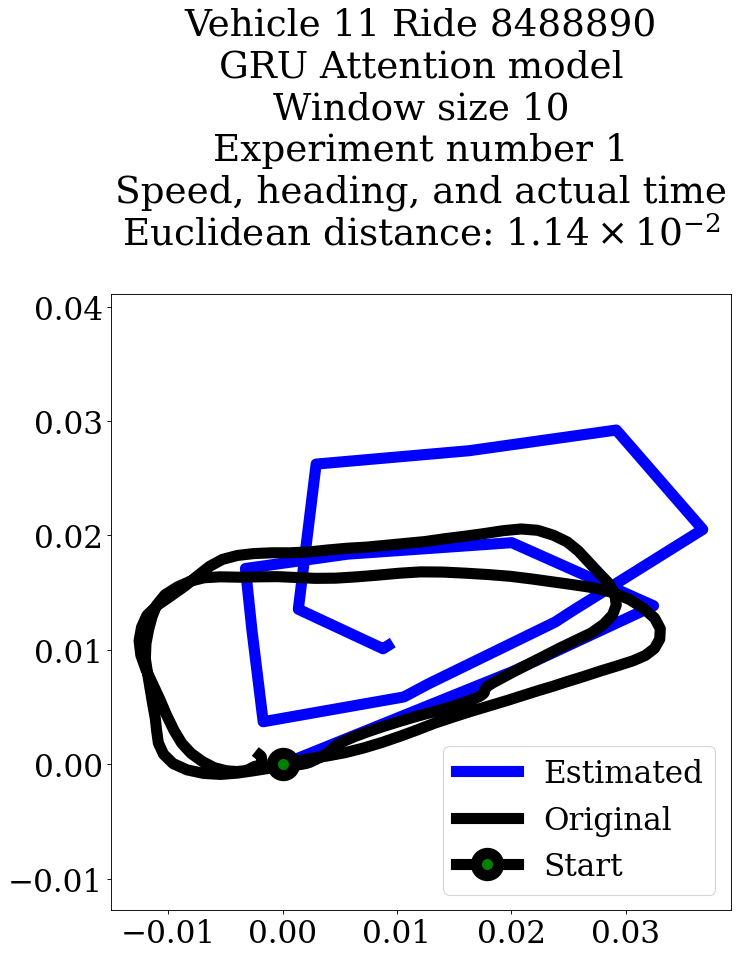 Vehicle 11 Ride 8488890
GRU Attention model
Window size 10
Experiment number 1
Speed, heading, and actual time
Euclidean distance: 1.14 × 10⁻²
0.04
0.03
0.02
0.01
0.00
−0.01
Estimated
Original
Start
−0.01 0.00 0.01 0.02 0.03